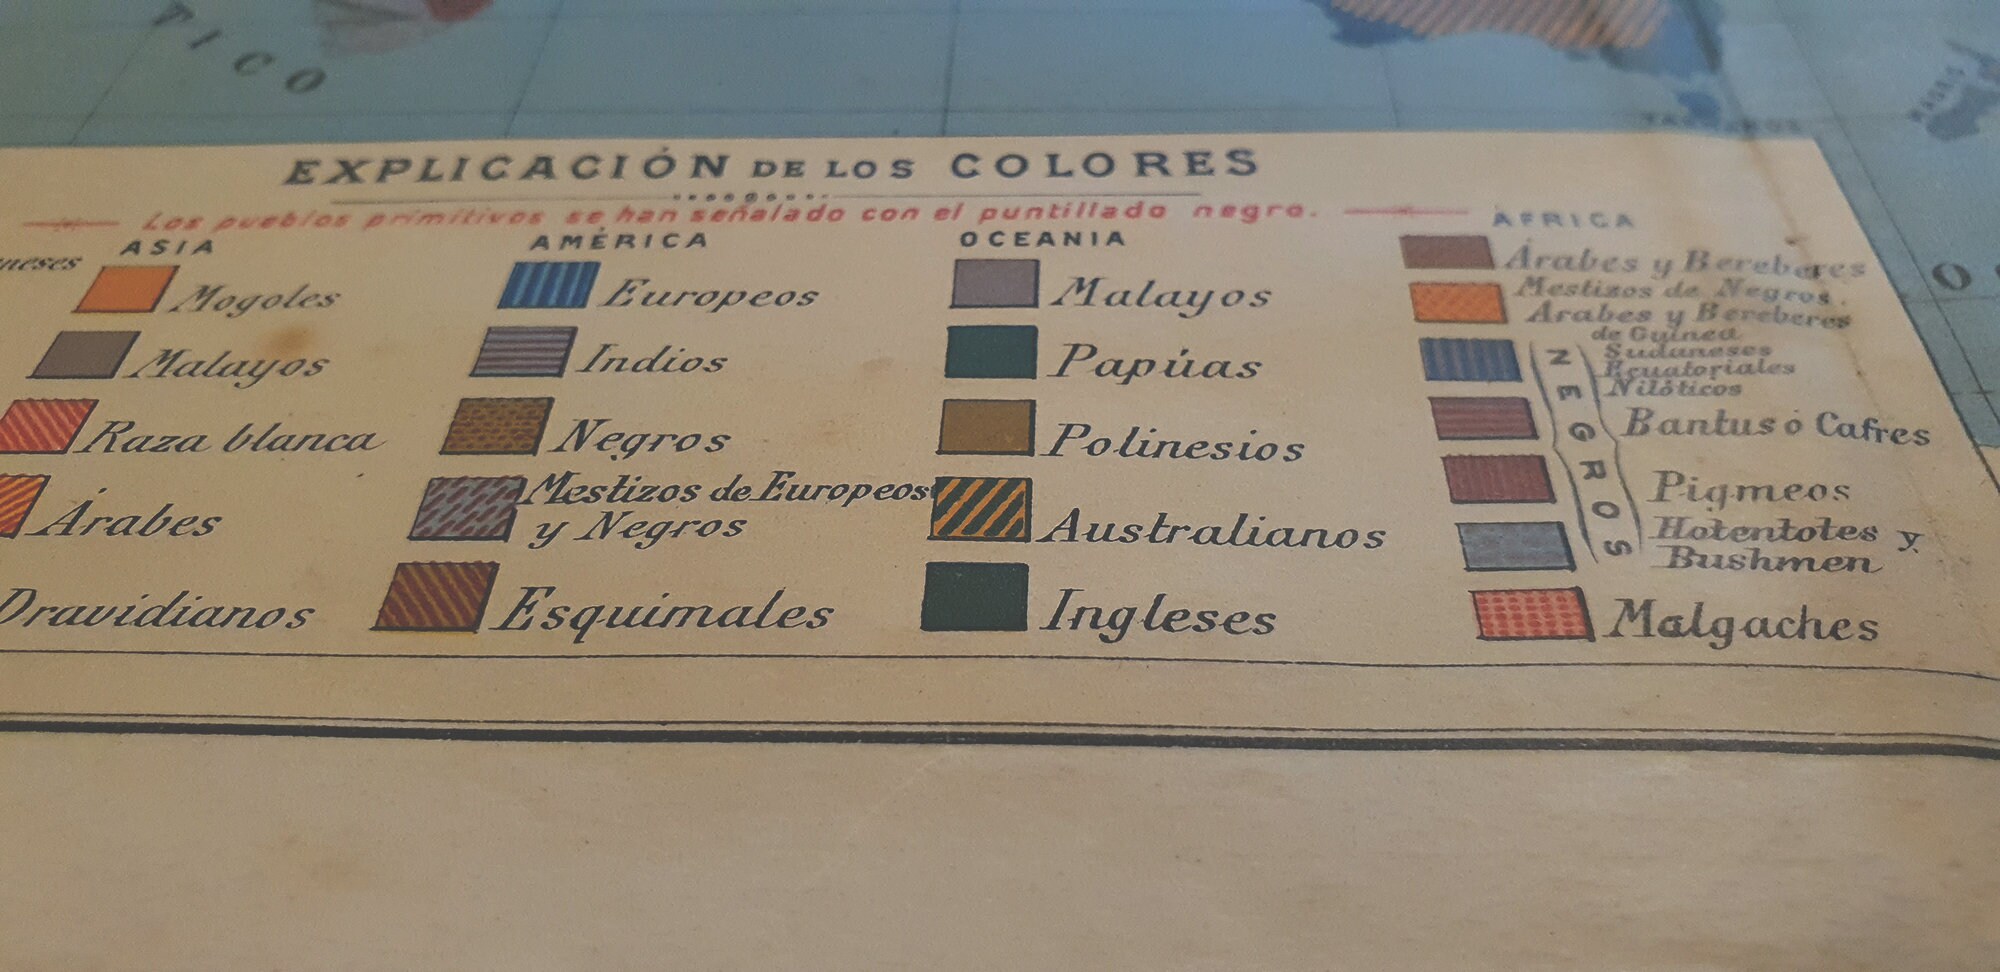 TICO
EXPLICACIÓN DE LOS COLORES
Los pueblos primitivos se han señalado con el puntillado negro.
neses
ASIA
Mogoles
Malayos
Raza blanca
Árabes
Dravidianos
AMÉRICA
Europeos
Indios
Negros
Mestizos de Europeos
y Negros
Esquimales
OCEANIA
Malayos
Papúas
Polinesios
Australianos
Ingleses
AFRICA
Árabes y Bereberes
Mestizos de Negros.
Árabes y Bereberes
NEGROS
de Guinea
Sudaneses
Ecuatoriales
Nilóticos
Bantus ó Cafres
Pigmeos
Hotentotes y
Bushmen
Malgaches